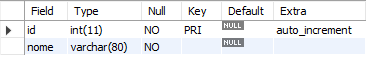 Field Type Null Key Default Extra
id int(11) NO PRI NULL auto_increment
nome varchar(80) NO NULL